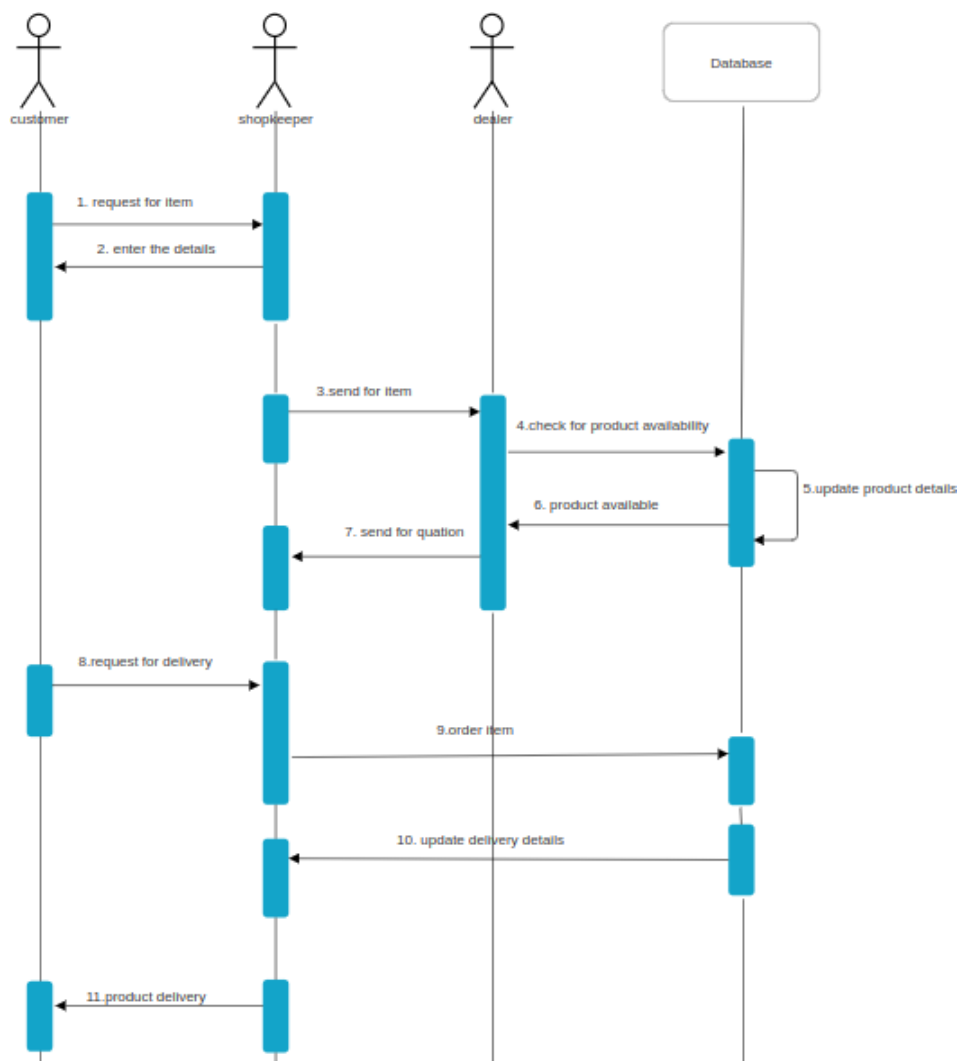 customer
shopkeeper
dealer
Database
1. request for item
2. enter the details
3.send for item
4.check for product availability
5.update product details
6. product available
7. send for quation
8.request for delivery
9.order item
10. update delivery details
11.product delivery